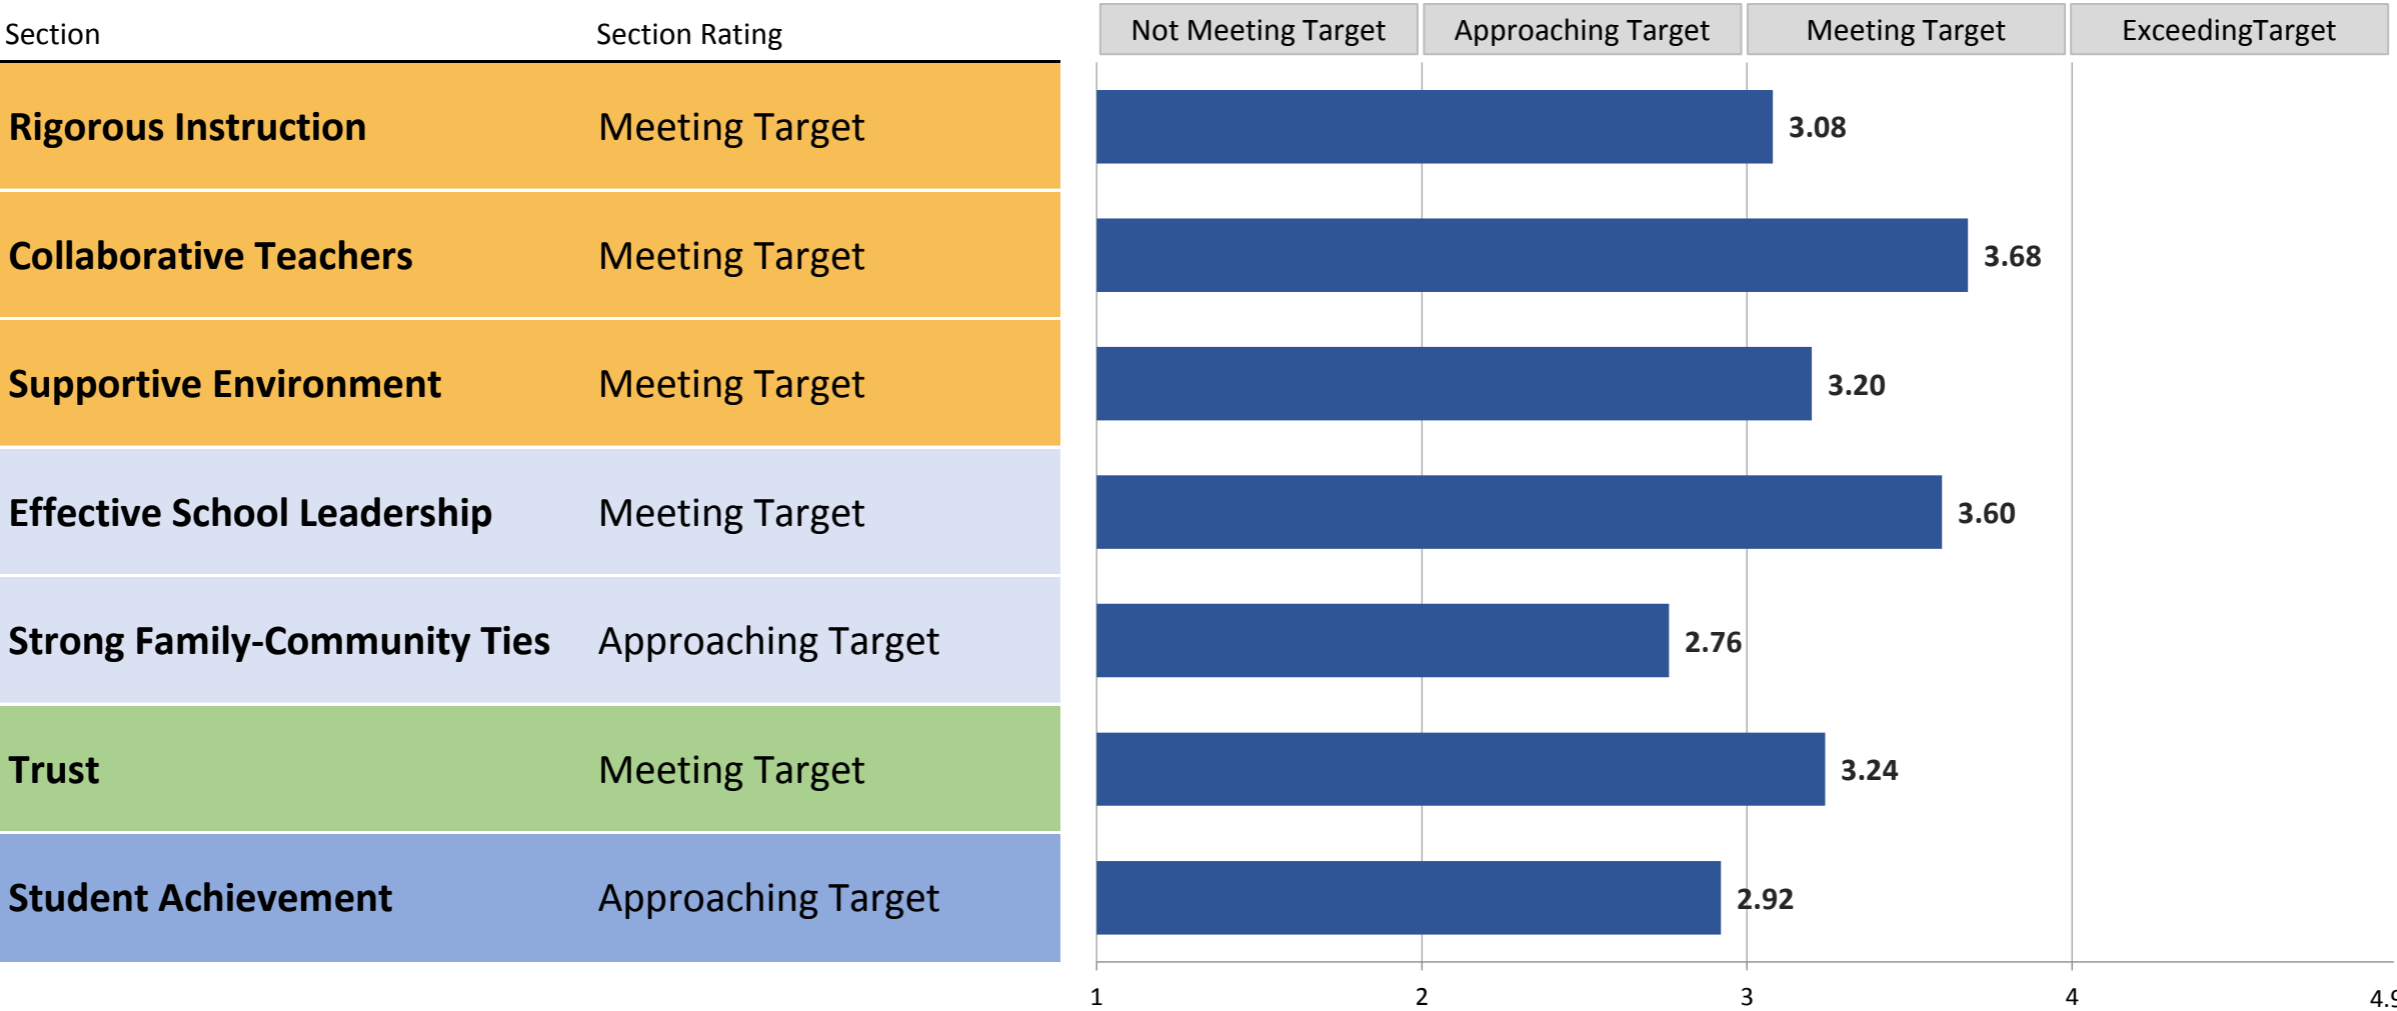 Section Section Rating Not Meeting Target Approaching Target Meeting Target ExceedingTarget
Rigorous Instruction Meeting Target 3.08
Collaborative Teachers Meeting Target 3.68
Supportive Environment Meeting Target 3.20
Effective School Leadership Meeting Target 3.60
Strong Family-Community Ties Approaching Target 2.76
Trust Meeting Target 3.24
Student Achievement Approaching Target 2.92
1 2 3 4 4.9